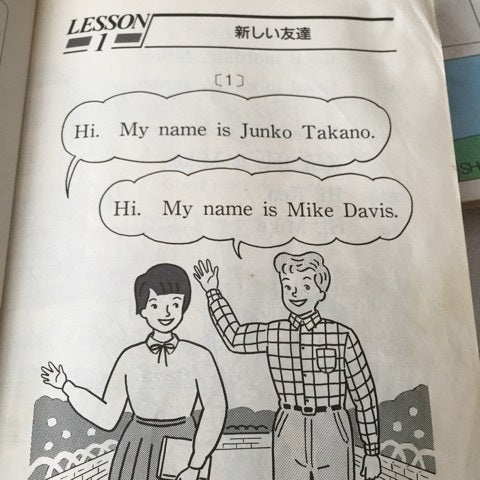 LESSON
1
新しい友達
〔1〕
Hi. My name is Junko Takano.
Hi. My name is Mike Davis.
SH